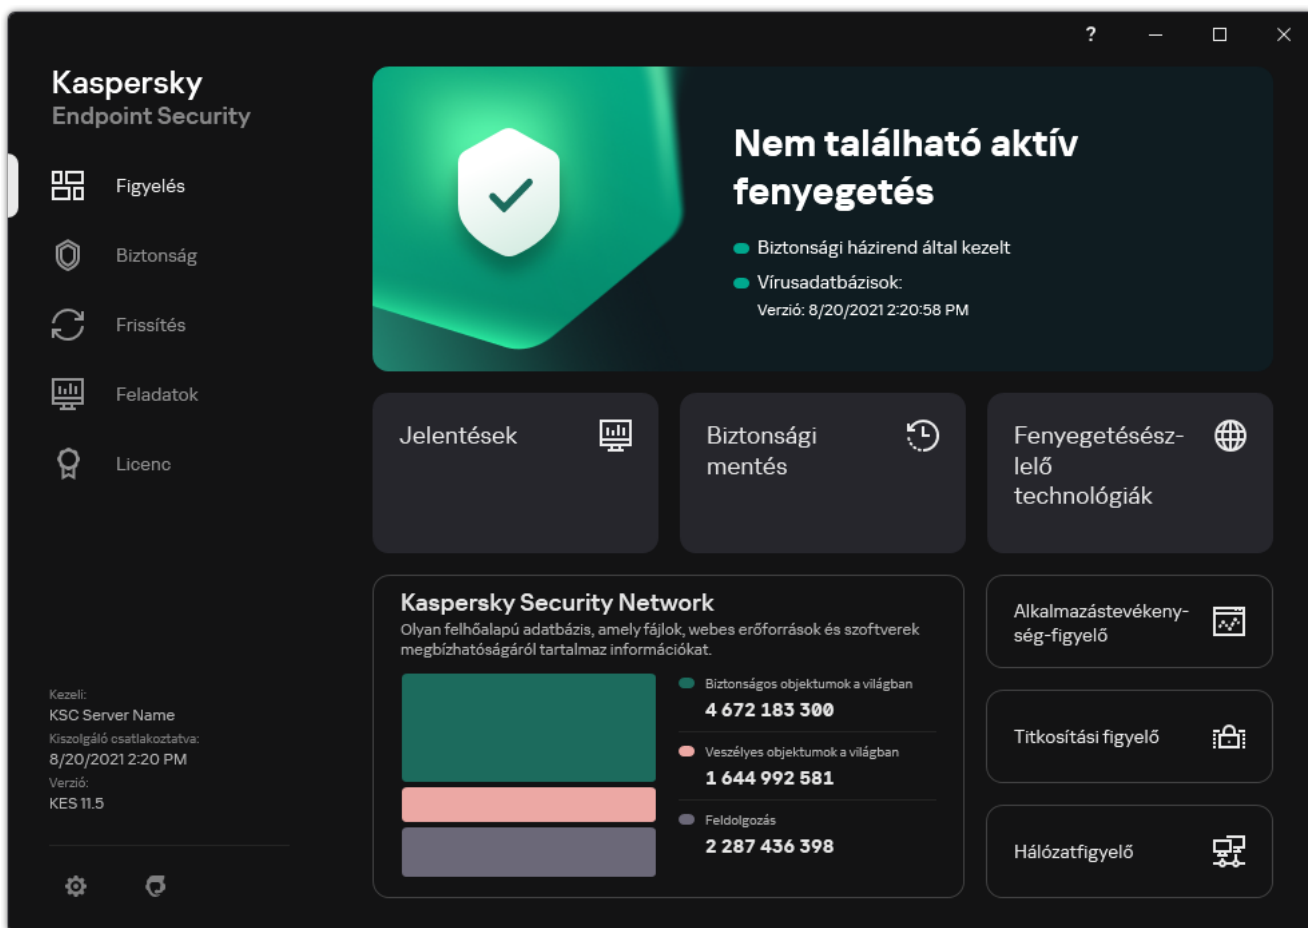 ?
Kaspersky
Endpoint Security
Figyelés
Biztonság
Frissítés
Feladatok
Licenc
Kezeli:
KSC Server Name
Kiszolgáló csatlakoztatva:
8/20/2021 2:20 PM
Verzió:
KES 11.5
Nem található aktív
fenyegetés
Biztonsági házirend által kezelt
Vírusadatbázisok:
Verzió: 8/20/2021 2:20:58 PM
Jelentések
Biztonsági
mentés
Fenyegetésész-
lelő
technológiák
Kaspersky Security Network
Olyan felhőalapú adatbázis, amely fájlok, webes erőforrások és szoftverek
megbízhatóságáról tartalmaz információkat.
Biztonságos objektumok a világban
4 672 183 300
Veszélyes objektumok a világban
1 644 992 581
Feldolgozás
2 287 436 398
Alkalmazástevékeny-
ség-figyelő
Titkosítási figyelő
Hálózatfigyelő